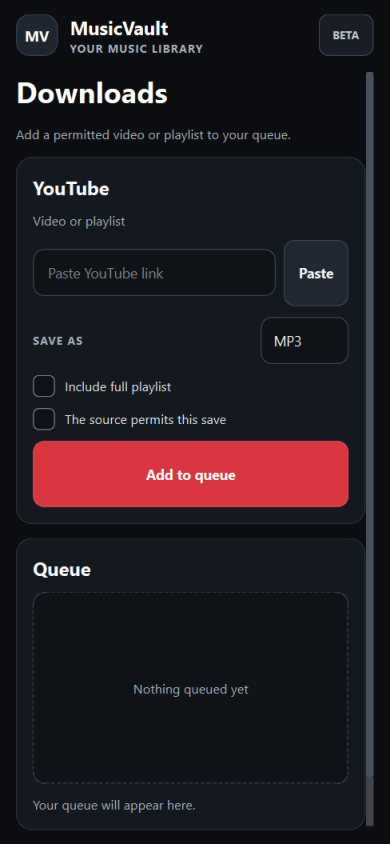 MV
MusicVault
YOUR MUSIC LIBRARY
BETA
Downloads
Add a permitted video or playlist to your queue.
YouTube
Video or playlist
Paste YouTube link
Paste
SAVE AS
MP3
Include full playlist
The source permits this save
Add to queue
Queue
Nothing queued yet
Your queue will appear here.